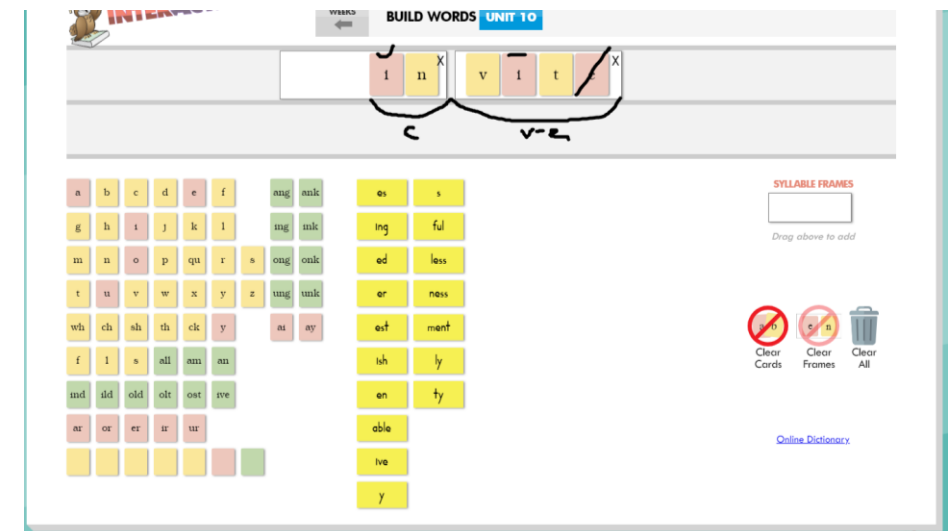 INTERA
WEEKS
BUILD WORDS UNIT 10
i n X v i t e X
c v-e
a b c d e f ang ank es s
g h i j k l ing ink ing ful
m n o p qu r s ong onk ed less
t u v w x y z ung unk er ness
wh ch sh th ck y ai ay est ment
f l s all am an ish ly
ind ild old olt ost ive en ty
ar or er ir ur able
ive
y
SYLLABLE FRAMES
Drag above to add
a b e n
Clear Cards Clear Frames Clear All
Online Dictionary